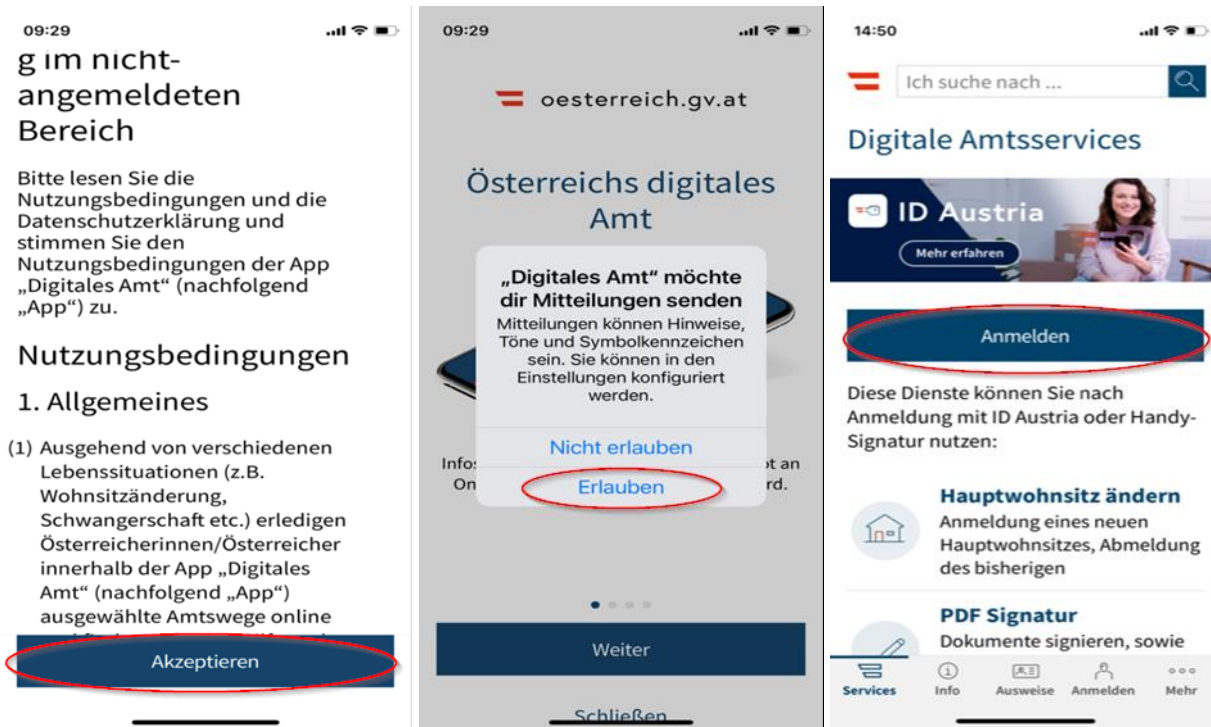 09:29
g im nicht-
angemeldeten
Bereich
Bitte lesen Sie die
Nutzungsbedingungen und die
Datenschutzerklärung und
stimmen Sie den
Nutzungsbedingungen der App
„Digitales Amt“ (nachfolgend
„App“) zu.
Nutzungsbedingungen
1. Allgemeines
(1) Ausgehend von verschiedenen
Lebenssituationen (z.B.
Wohnsitzänderung,
Schwangerschaft etc.) erledigen
Österreicherinnen/Österreicher
innerhalb der App „Digitales
Amt“ (nachfolgend „App“)
ausgewählte Amtswege online
Akzeptieren
09:29
oesterreich.gv.at
Österreichs digitales
Amt
„Digitales Amt“ möchte
dir Mitteilungen senden
Mitteilungen können Hinweise,
Töne und Symbolkennzeichen
sein. Sie können in den
Einstellungen konfiguriert
werden.
Nicht erlauben
Erlauben
Weiter
Schließen
14:50
Ich suche nach ...
Digitale Amtsservices
ID Austria
Mehr erfahren
Anmelden
Diese Dienste können Sie nach
Anmeldung mit ID Austria oder Handy-
Signatur nutzen:
Hauptwohnsitz ändern
Anmeldung eines neuen
Hauptwohnsitzes, Abmeldung
des bisherigen
PDF Signatur
Dokumente signieren, sowie
Services Info Ausweise Anmelden Mehr